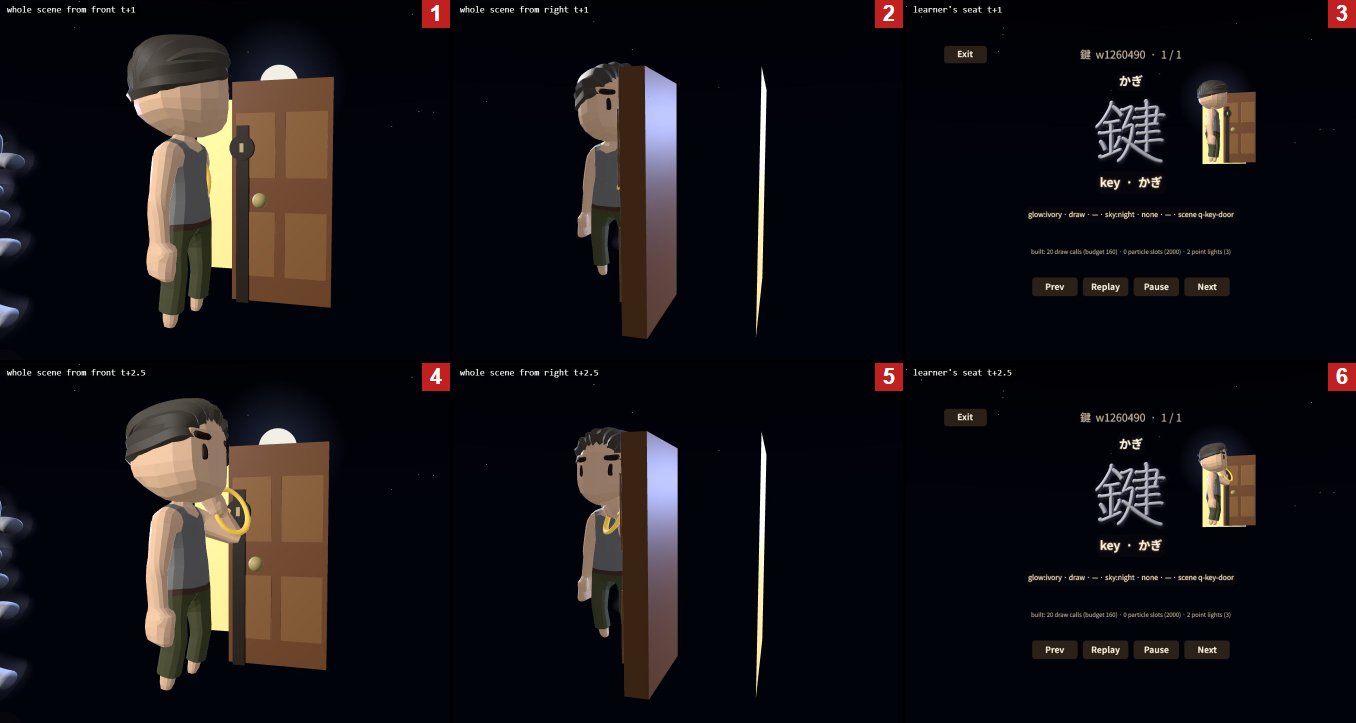 whole scene from front t+1
1
whole scene from right t+1
2
learner's seat t+1
3
Exit
鍵 w1260490 · 1 / 1
かぎ
鍵
key · かぎ
glow:ivory · draw · — · sky:night · none · — · scene q-key-door
built: 20 draw calls (budget 160) · 0 particle slots (2000) · 2 point lights (3)
Prev
Replay
Pause
Next
whole scene from front t+2.5
4
whole scene from right t+2.5
5
learner's seat t+2.5
6
Exit
鍵 w1260490 · 1 / 1
かぎ
鍵
key · かぎ
glow:ivory · draw · — · sky:night · none · — · scene q-key-door
built: 20 draw calls (budget 160) · 0 particle slots (2000) · 2 point lights (3)
Prev
Replay
Pause
Next